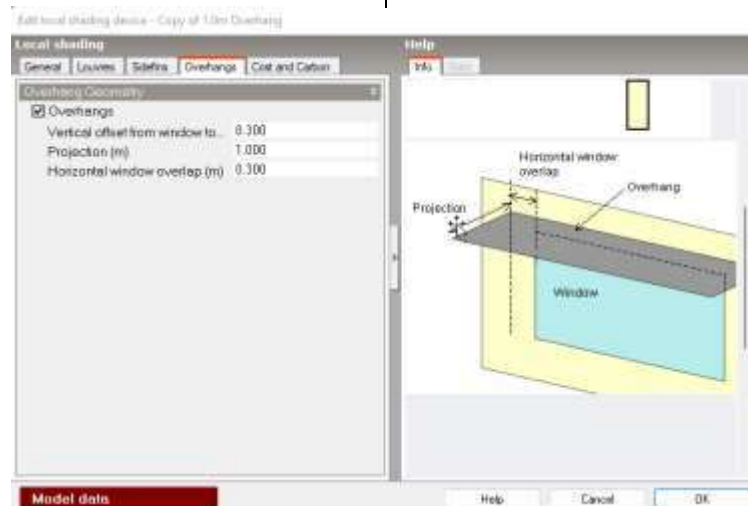 Edit local shading device - Copy of 1.0m Overhang
Local shading
General Louvres Sidefins Overhangs Cost and Carbon
Overhang Geometry
Overhangs
Vertical offset from window to... 0.300
Projection (m) 1.000
Horizontal window overlap (m) 0.300
Model data
Help
Info Data
Horizontal window
overlap
Overhang
Projection
Window
Help Cancel OK